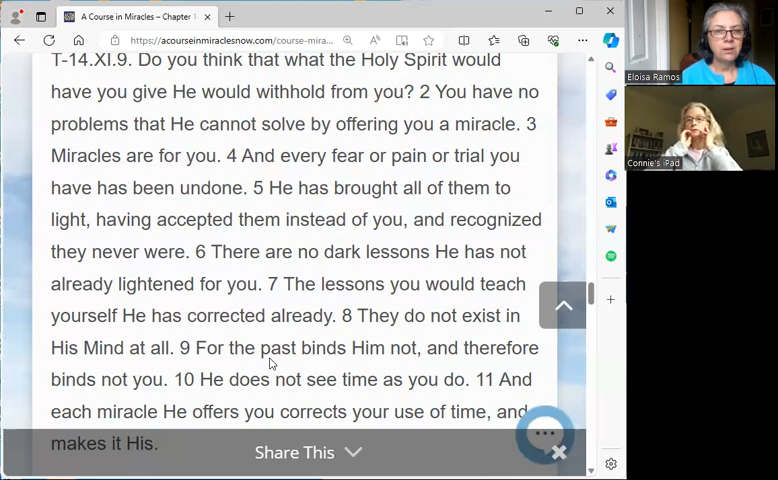 A Course in Miracles – Chapter 1
https://acourseinmiraclesnow.com/course-mira...
T-14.XI.9. Do you think that what the Holy Spirit would
have you give He would withhold from you? 2 You have no
problems that He cannot solve by offering you a miracle. 3
Miracles are for you. 4 And every fear or pain or trial you
have has been undone. 5 He has brought all of them to
light, having accepted them instead of you, and recognized
they never were. 6 There are no dark lessons He has not
already lightened for you. 7 The lessons you would teach
yourself He has corrected already. 8 They do not exist in
His Mind at all. 9 For the past binds Him not, and therefore
binds not you. 10 He does not see time as you do. 11 And
each miracle He offers you corrects your use of time, and
makes it His.
Share This
Eloisa Ramos
Connie's iPad